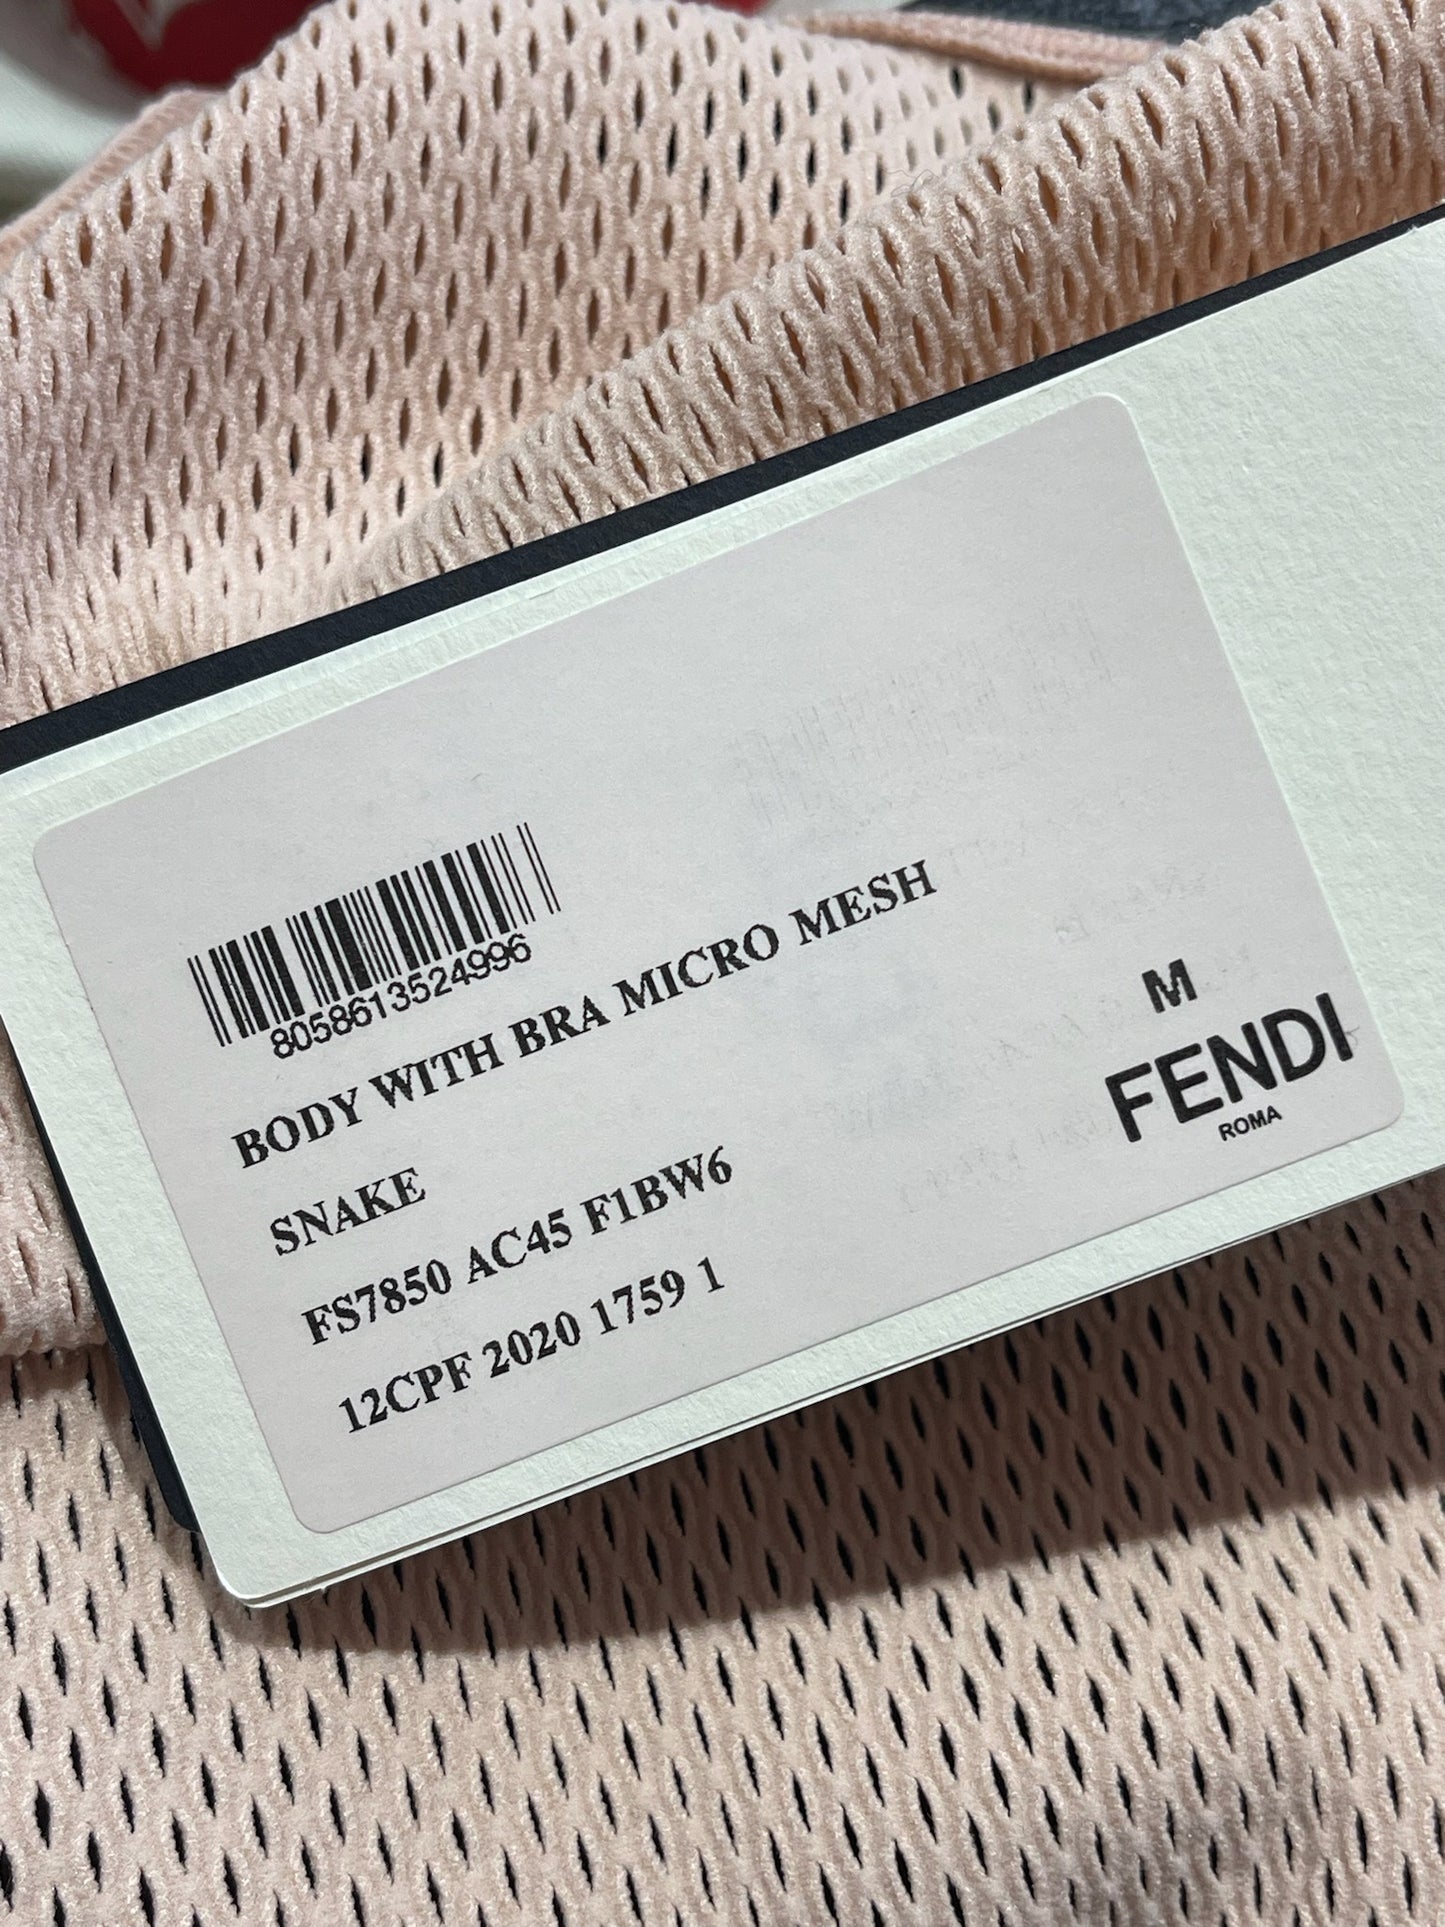 8058613524996
BODY WITH BRA MICRO MESH
SNAKE
FS7850 AC45 F1BW6
12CPF 2020 1759 1
M
FENDI
ROMA